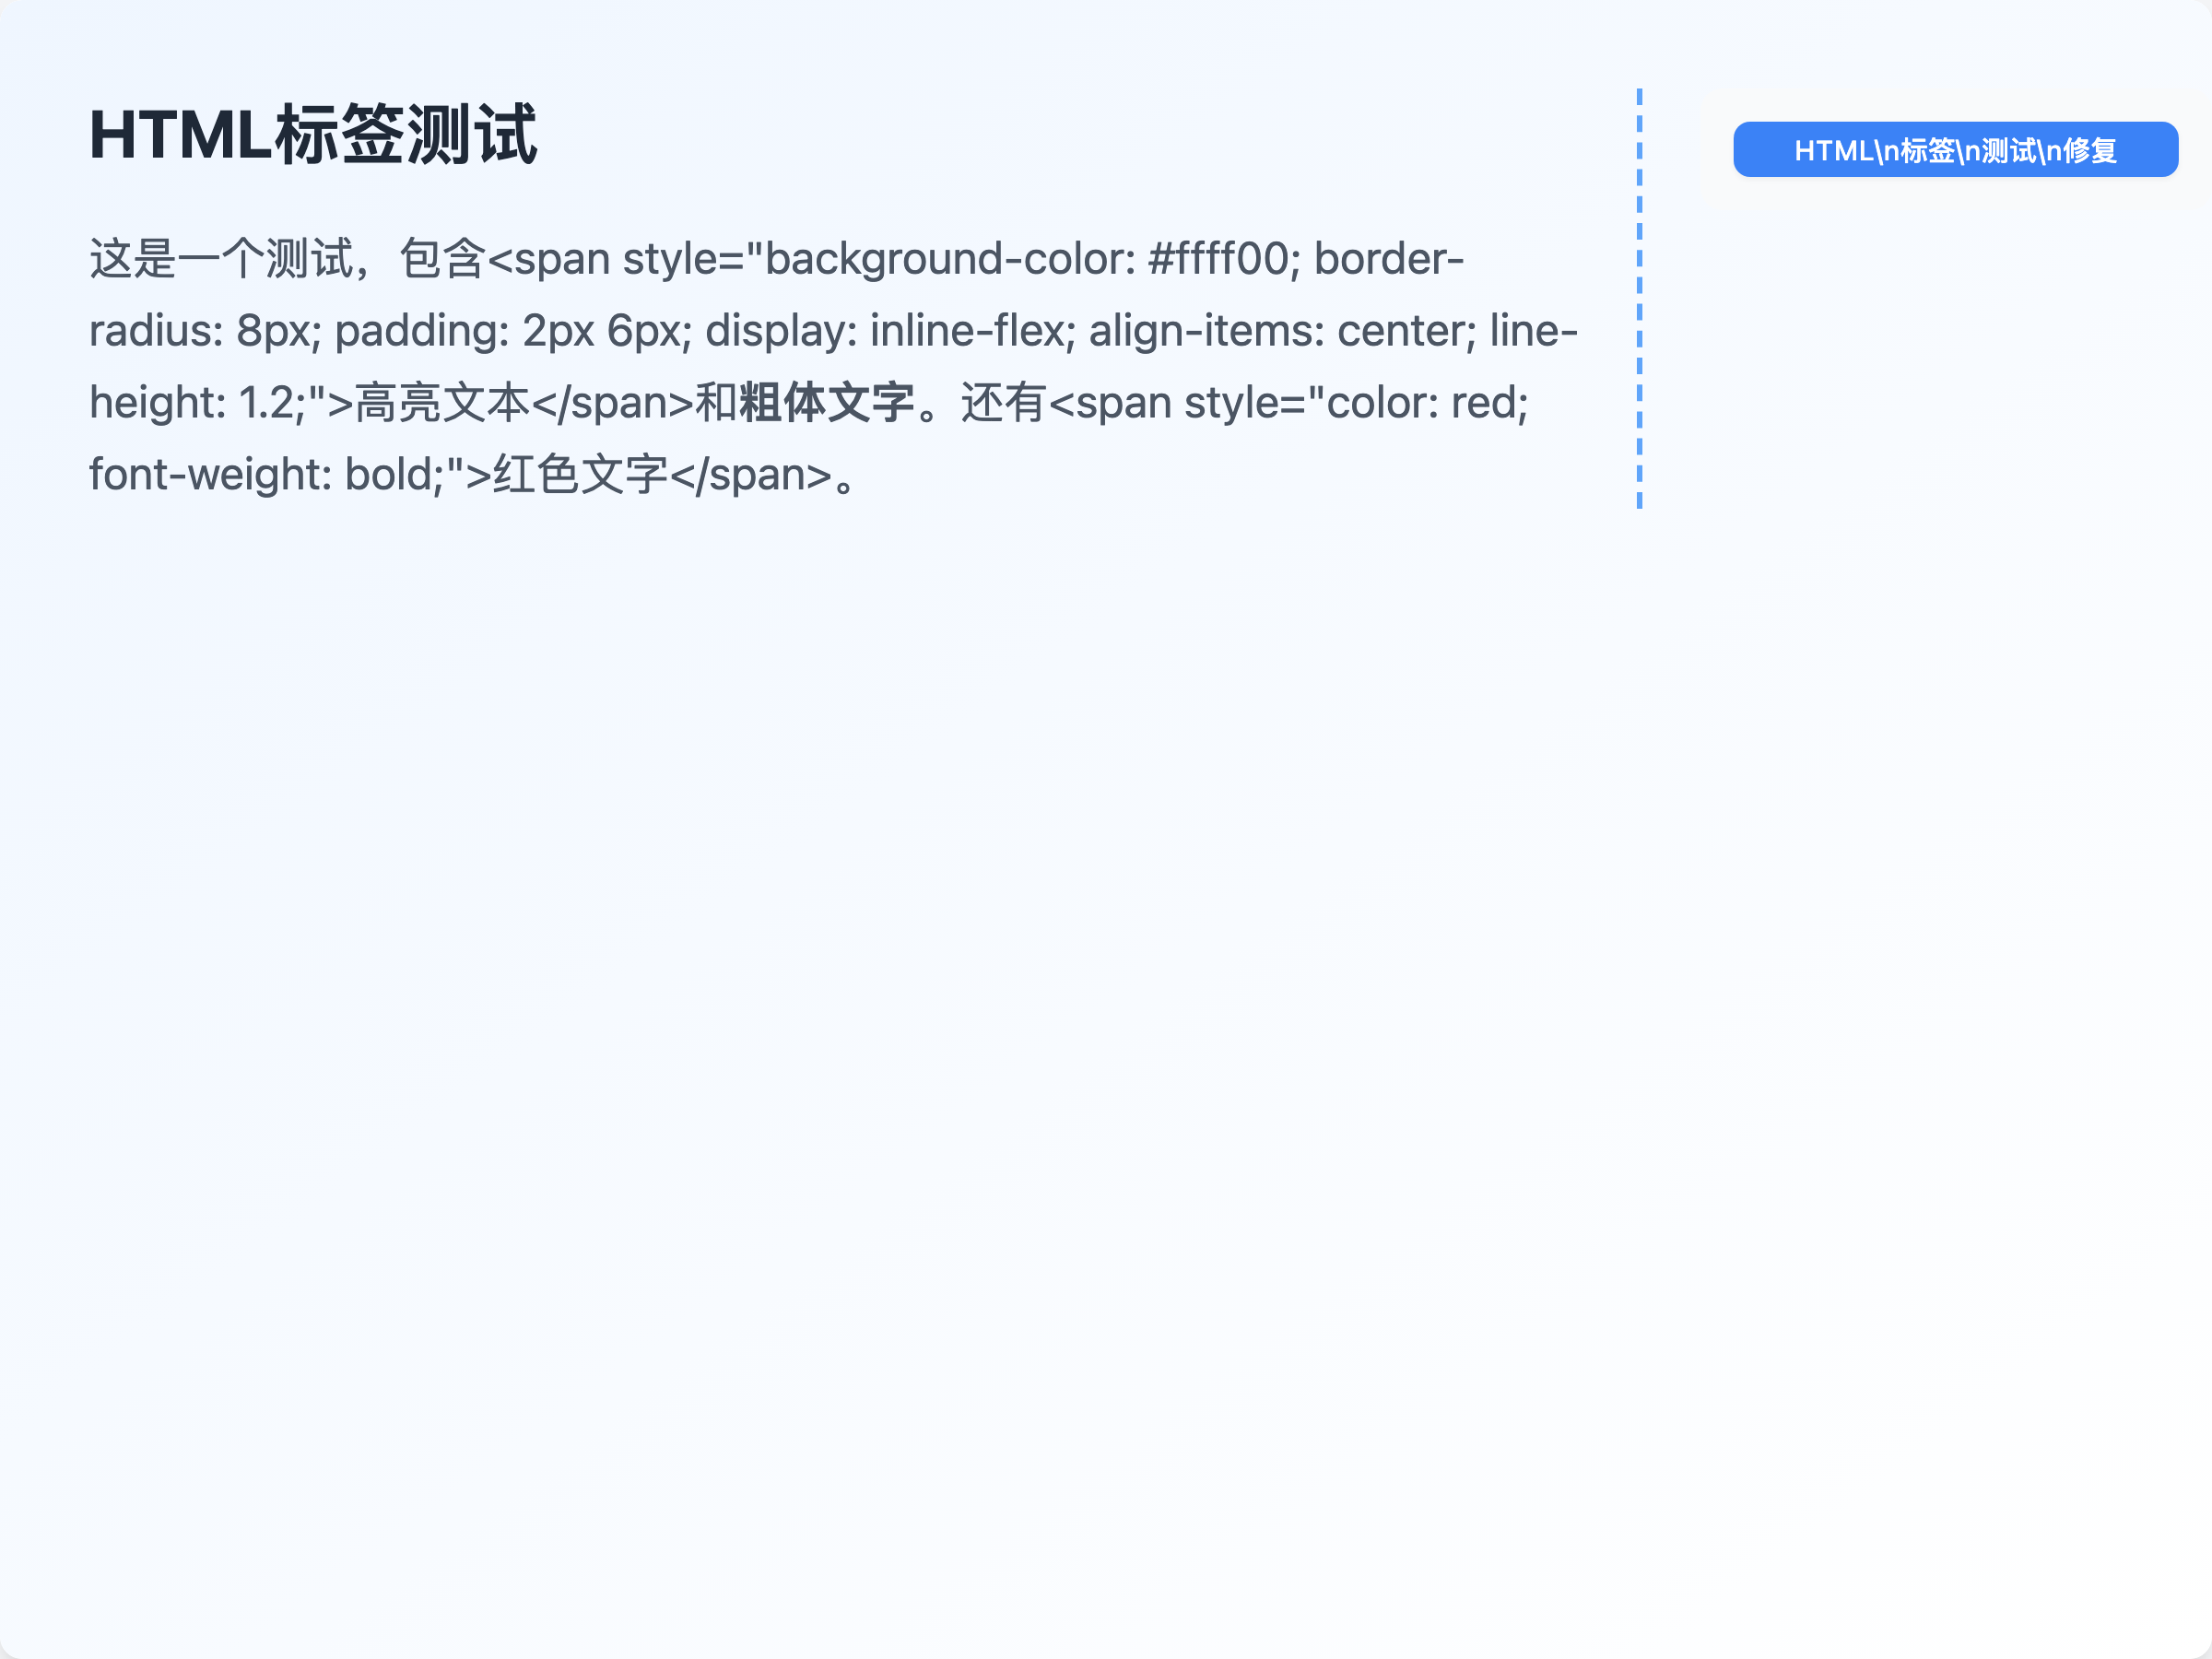 HTML标签测试
这是一个测试，包含<span style="background-color: #ffff00; border-
radius: 8px; padding: 2px 6px; display: inline-flex; align-items: center; line-
height: 1.2;">高亮文本</span>和粗体文字。还有<span style="color: red;
font-weight: bold;">红色文字</span>。
HTML\n标签\n测试\n修复